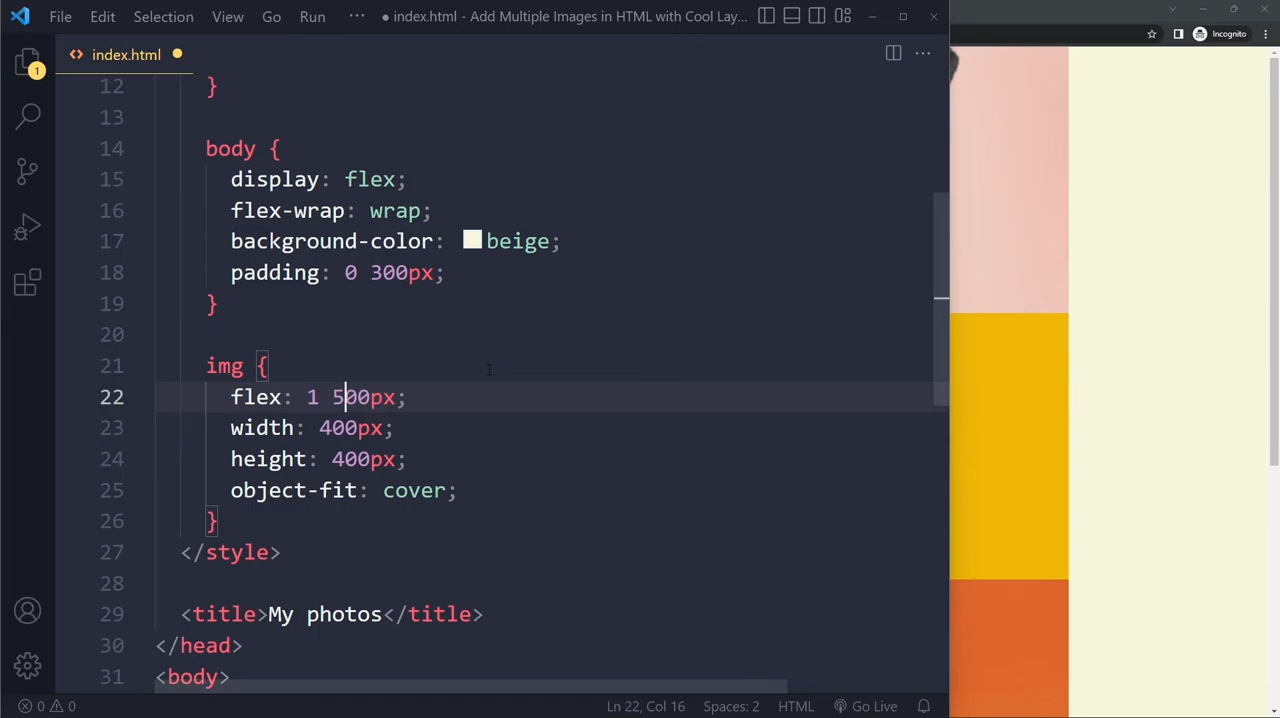 File Edit Selection View Go Run ··· ● index.html - Add Multiple Images in HTML with Cool Lay...
Incognito
1
<> index.html
12 }
13
14 body {
15 display: flex;
16 flex-wrap: wrap;
17 background-color: beige;
18 padding: 0 300px;
19 }
20
21 img {
22 flex: 1 500px;
23 width: 400px;
24 height: 400px;
25 object-fit: cover;
26 }
27 </style>
28
29 <title>My photos</title>
30 </head>
31 <body>
0 0 Ln 22, Col 16 Spaces: 2 HTML Go Live